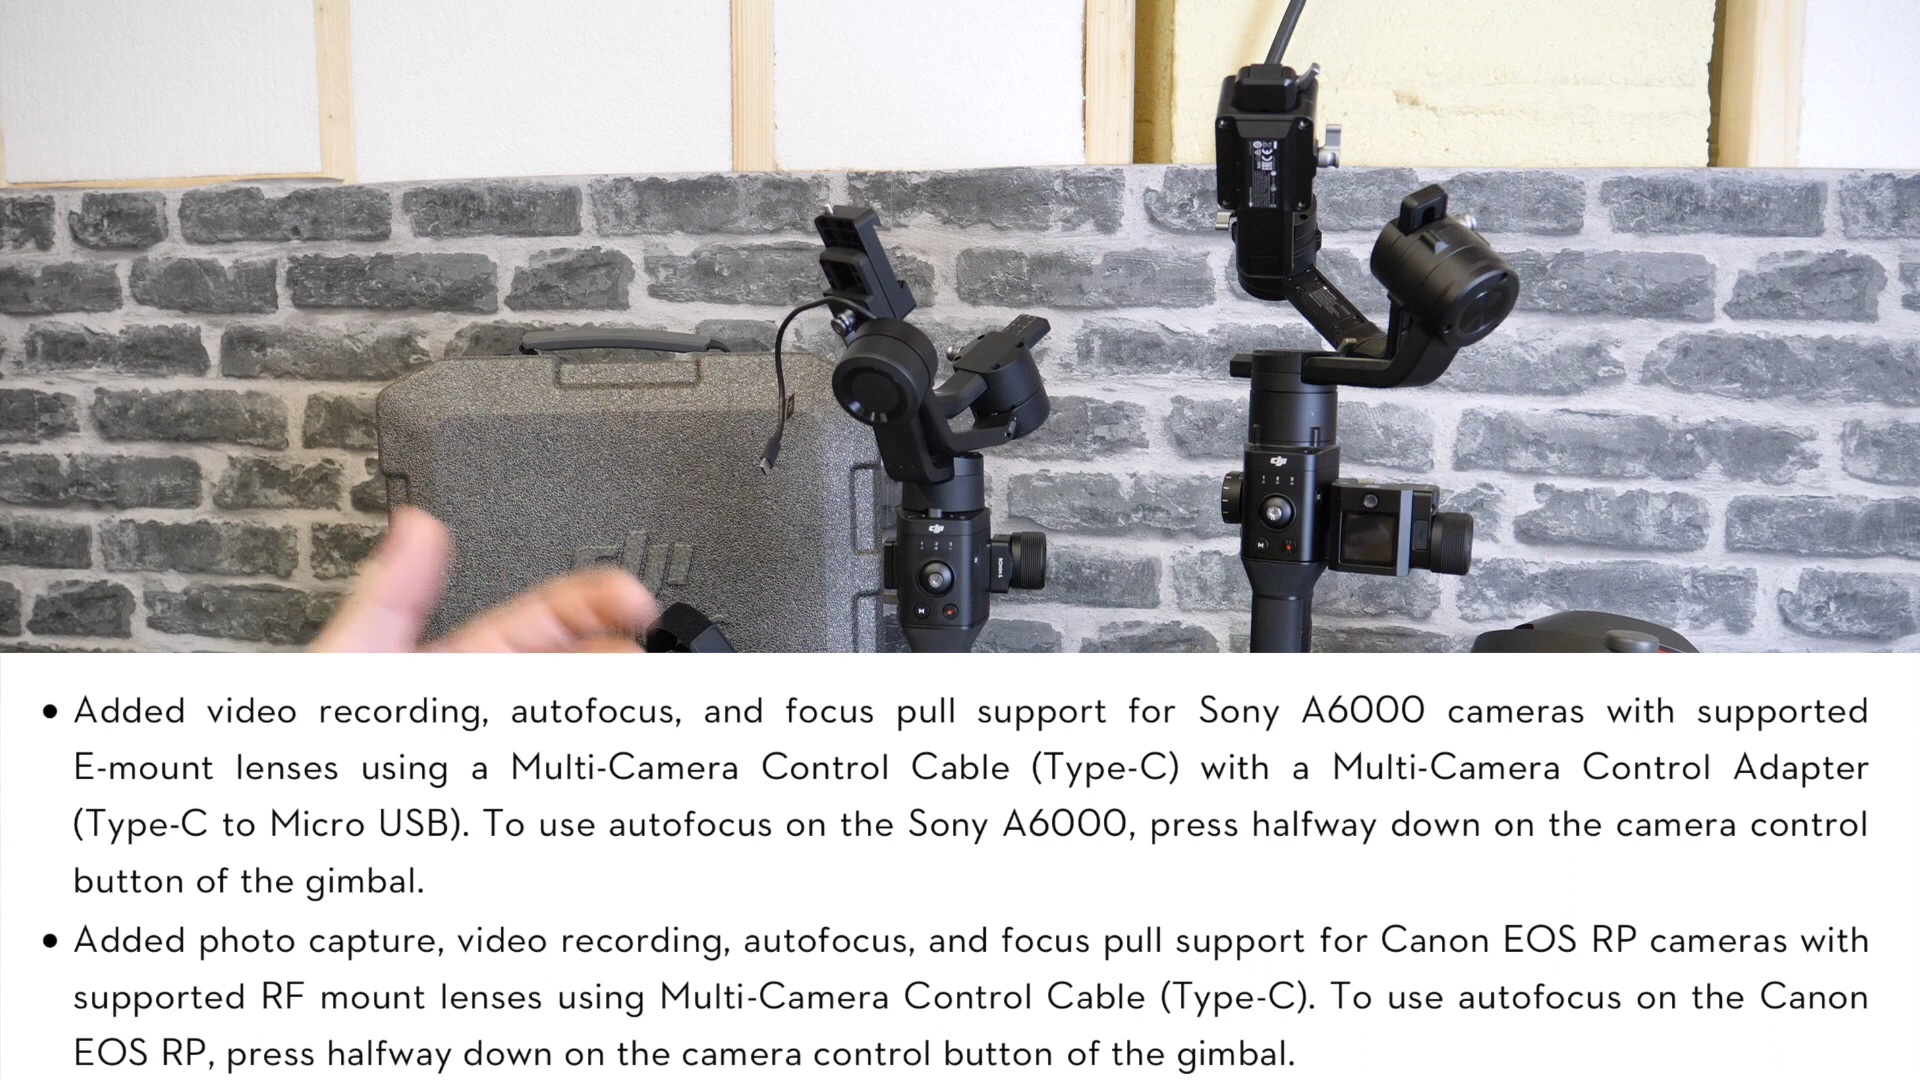 dji
dji
M
dji
M
• Added video recording, autofocus, and focus pull support for Sony A6000 cameras with supported
E-mount lenses using a Multi-Camera Control Cable (Type-C) with a Multi-Camera Control Adapter
(Type-C to Micro USB). To use autofocus on the Sony A6000, press halfway down on the camera control
button of the gimbal.
• Added photo capture, video recording, autofocus, and focus pull support for Canon EOS RP cameras with
supported RF mount lenses using Multi-Camera Control Cable (Type-C). To use autofocus on the Canon
EOS RP, press halfway down on the camera control button of the gimbal.